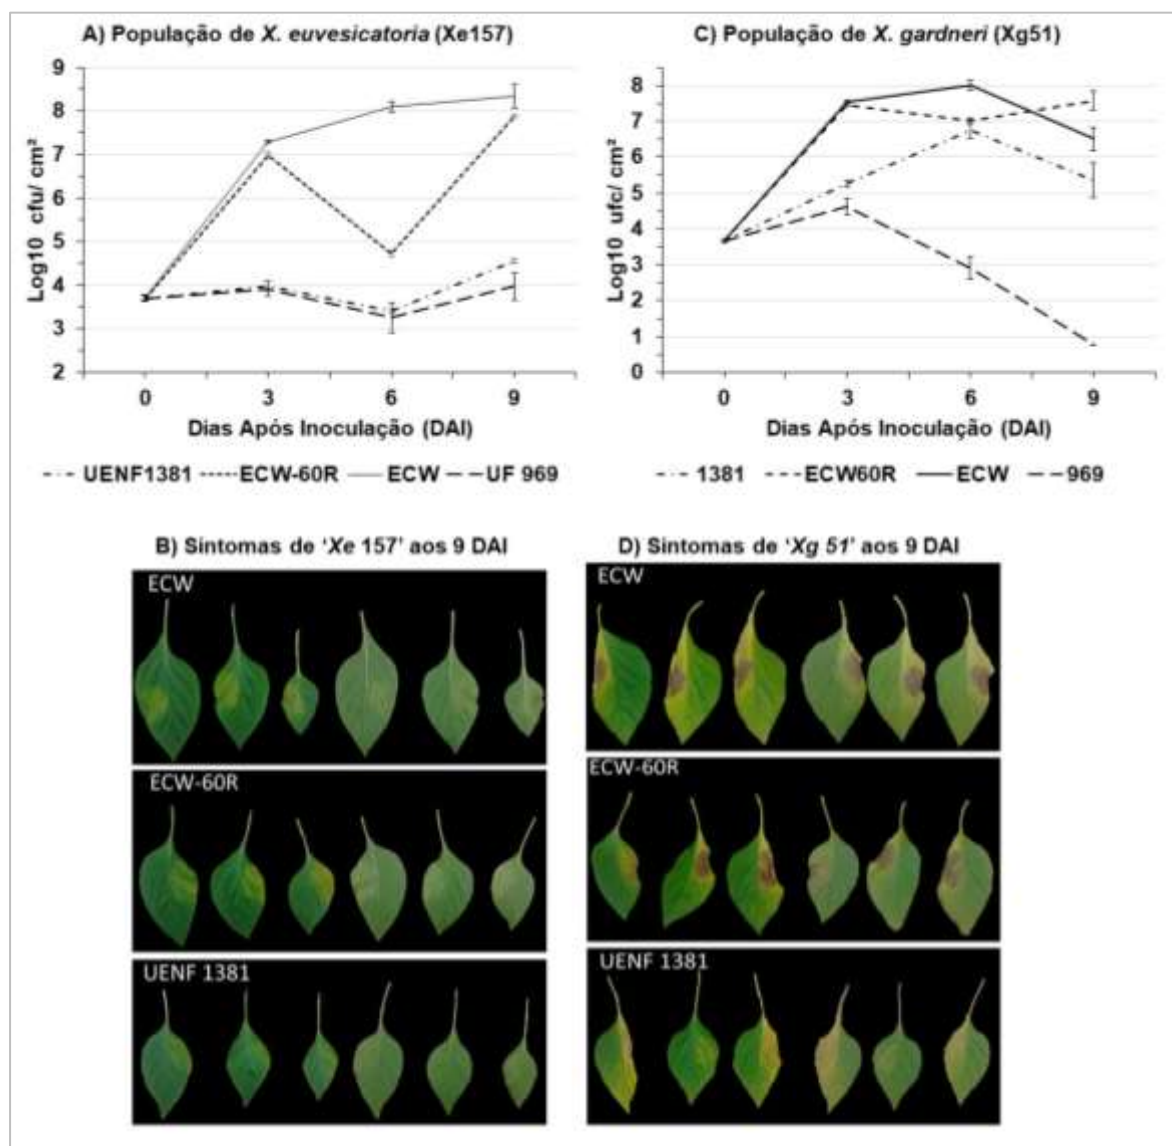 A) População de X. euvesicatoria (Xe157)
9
8
7
6
5
4
3
2
Log10 cfu/ cm²
0 3 6 9
Dias Após Inoculação (DAI)
UENF1381 ECW-60R ECW UF 969
C) População de X. gardneri (Xg51)
8
7
6
5
4
3
2
1
0
Log10 ufc/ cm²
0 3 6 9
Dias Após Inoculação (DAI)
1381 ECW60R ECW 969
B) Sintomas de ‘Xe 157’ aos 9 DAI
ECW
ECW-60R
UENF 1381
D) Sintomas de ‘Xg 51’ aos 9 DAI
ECW
ECW-60R
UENF 1381